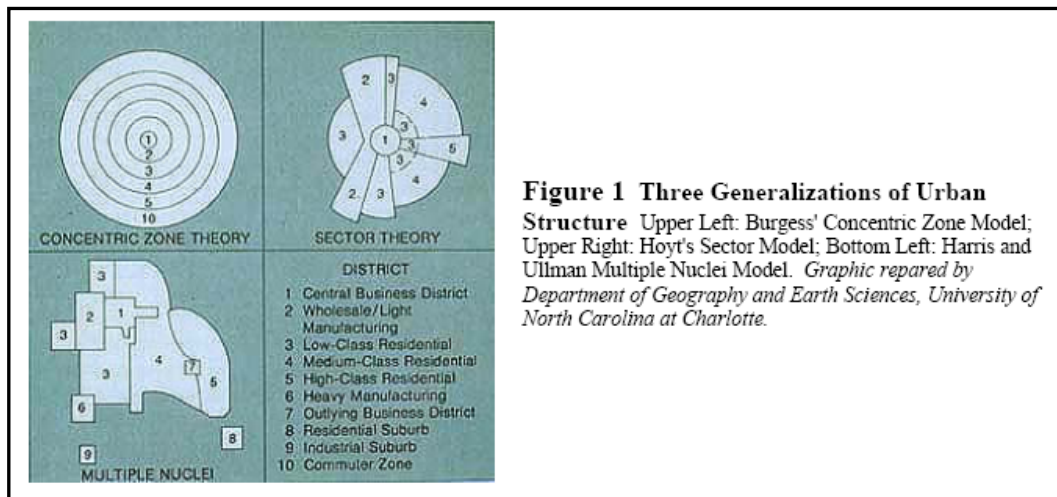 1
2
3
4
5
10
CONCENTRIC ZONE THEORY
2
3
4
3
3
1
3
5
3
2
3
4
SECTOR THEORY
3
2
1
3
3
4
7
5
6
8
9
MULTIPLE NUCLEI
DISTRICT
1 Central Business District
2 Wholesale/Light
Manufacturing
3 Low-Class Residential
4 Medium-Class Residential
5 High-Class Residential
6 Heavy Manufacturing
7 Outlying Business District
8 Residential Suburb
9 Industrial Suburb
10 Commuter Zone
Figure 1 Three Generalizations of Urban
Structure Upper Left: Burgess' Concentric Zone Model;
Upper Right: Hoyt's Sector Model; Bottom Left: Harris and
Ullman Multiple Nuclei Model. Graphic repared by
Department of Geography and Earth Sciences, University of
North Carolina at Charlotte.